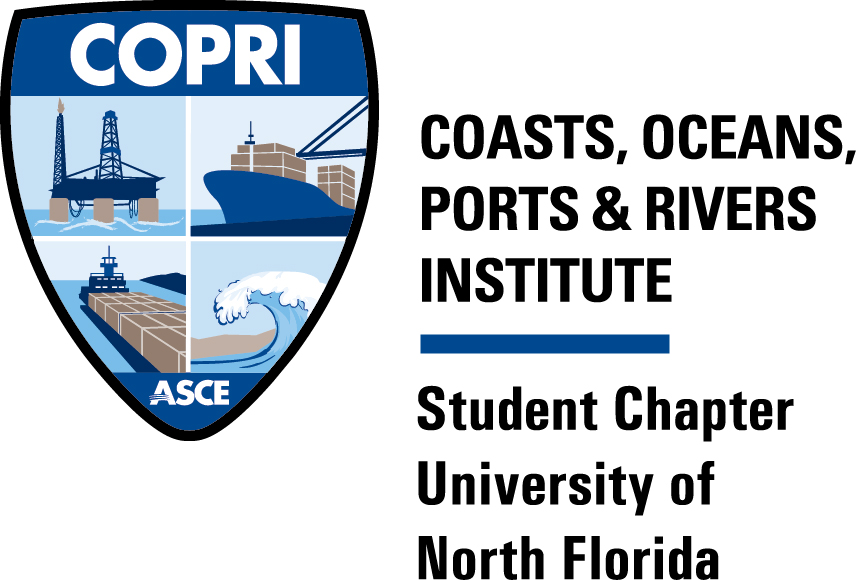 COPRI
ASCE
COASTS, OCEANS,
PORTS & RIVERS
INSTITUTE
Student Chapter
University of
North Florida